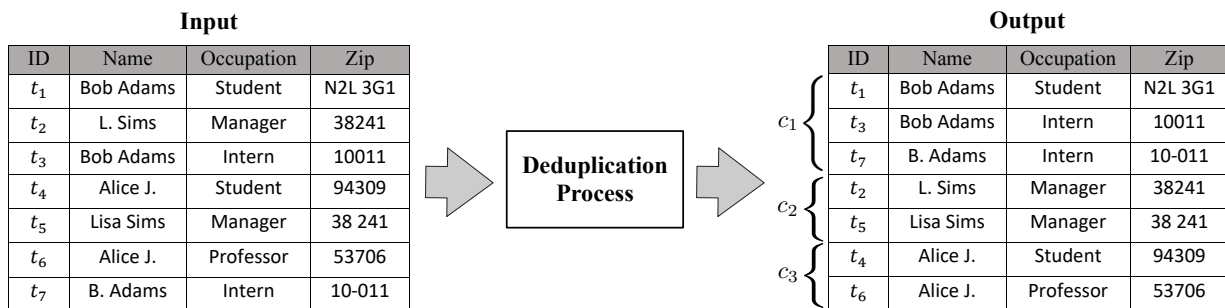 Input
ID Name Occupation Zip
t1 Bob Adams Student N2L 3G1
t2 L. Sims Manager 38241
t3 Bob Adams Intern 10011
t4 Alice J. Student 94309
t5 Lisa Sims Manager 38 241
t6 Alice J. Professor 53706
t7 B. Adams Intern 10-011
Deduplication
Process
Output
ID Name Occupation Zip
t1 Bob Adams Student N2L 3G1
c1 t3 Bob Adams Intern 10011
t7 B. Adams Intern 10-011
t2 L. Sims Manager 38241
c2
t5 Lisa Sims Manager 38 241
t4 Alice J. Student 94309
c3
t6 Alice J. Professor 53706